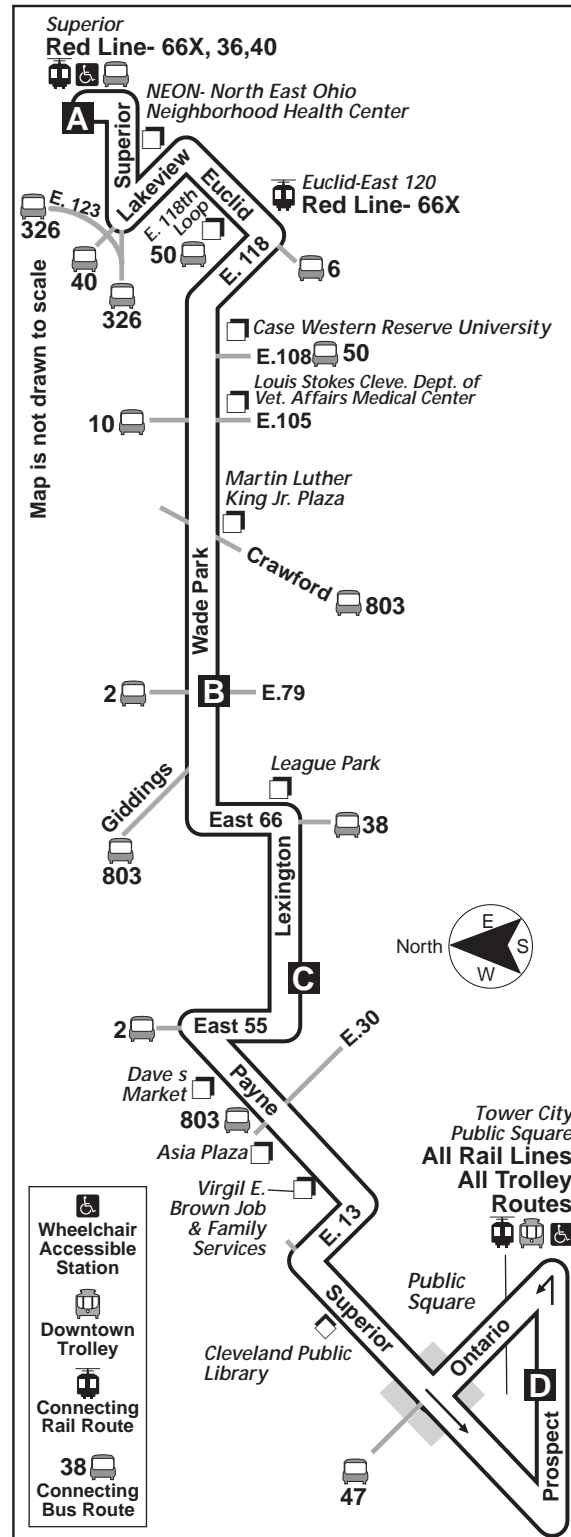 Superior
Red Line- 66X, 36,40
A
NEON- North East Ohio
Neighborhood Health Center
Superior
Lakeview
Euclid
Euclid-East 120
Red Line- 66X
E. 123
326
40
326
E. 118th
Loop
50
E. 118
6
Map is not drawn to scale
Case Western Reserve University
E.108 50
Louis Stokes Cleve. Dept. of
Vet. Affairs Medical Center
10
E.105
Martin Luther
King Jr. Plaza
Wade Park
Crawford
803
2
B
E.79
Giddings
803
League Park
East 66
38
Lexington
North
E
S
W
C
2
East 55
E.30
Dave s
Market
Payne
803
Asia Plaza
Virgil E.
Brown Job
& Family
Services
E. 13
Tower City
Public Square
All Rail Lines
All Trolley
Routes
Superior
Public
Square
Ontario
Cleveland Public
Library
D
Prospect
47
Wheelchair
Accessible
Station
Downtown
Trolley
Connecting
Rail Route
38
Connecting
Bus Route